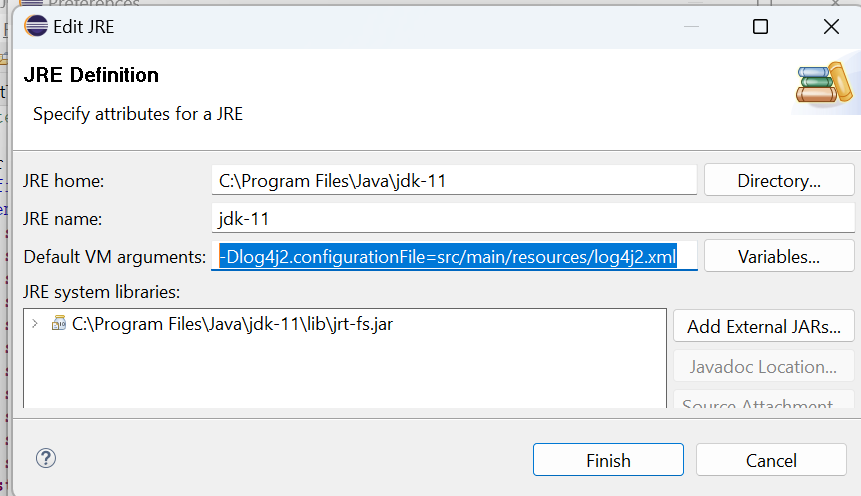 Preferences
Edit JRE
JRE Definition
Specify attributes for a JRE
JRE home:
C:\Program Files\Java\jdk-11
Directory...
JRE name:
jdk-11
Default VM arguments:
-Dlog4j2.configurationFile=src/main/resources/log4j2.xml
Variables...
JRE system libraries:
C:\Program Files\Java\jdk-11\lib\jrt-fs.jar
Add External JARs...
Javadoc Location...
Source Attachment...
Finish
Cancel